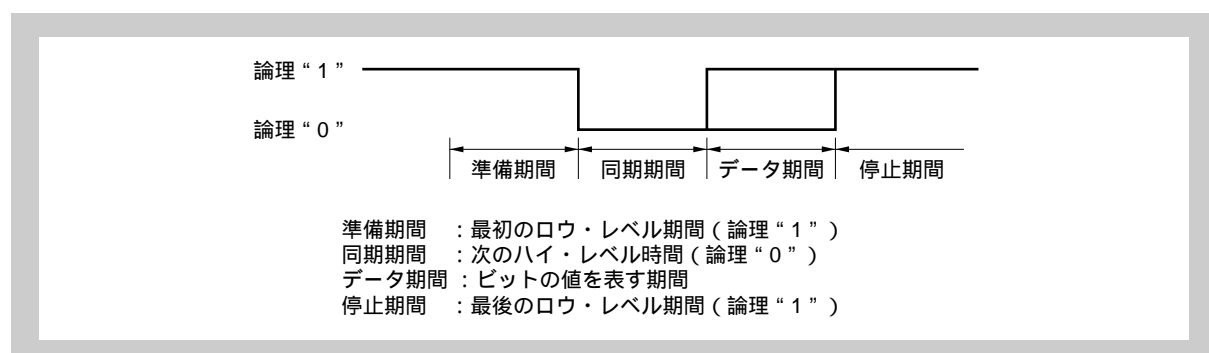 論理“１”
論理“０”
準備期間 同期期間 データ期間 停止期間
準備期間 ：最初のロウ・レベル期間（論理“１”）
同期期間 ：次のハイ・レベル時間（論理“０”）
データ期間：ビットの値を表す期間
停止期間 ：最後のロウ・レベル期間（論理“１”）